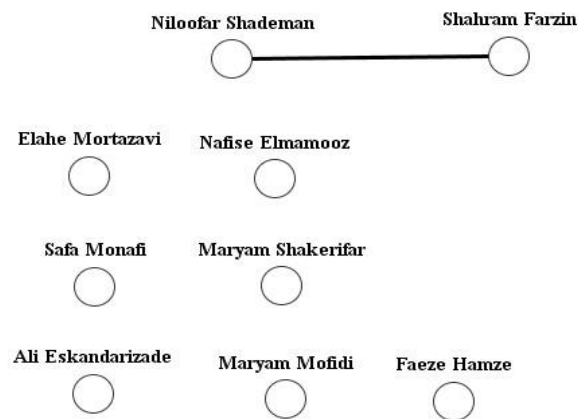 Niloofar Shademan
Shahram Farzin
Elahe Mortazavi
Nafise Elmamooz
Safa Monafi
Maryam Shakerifar
Ali Eskandarizade
Maryam Mofidi
Faeze Hamze